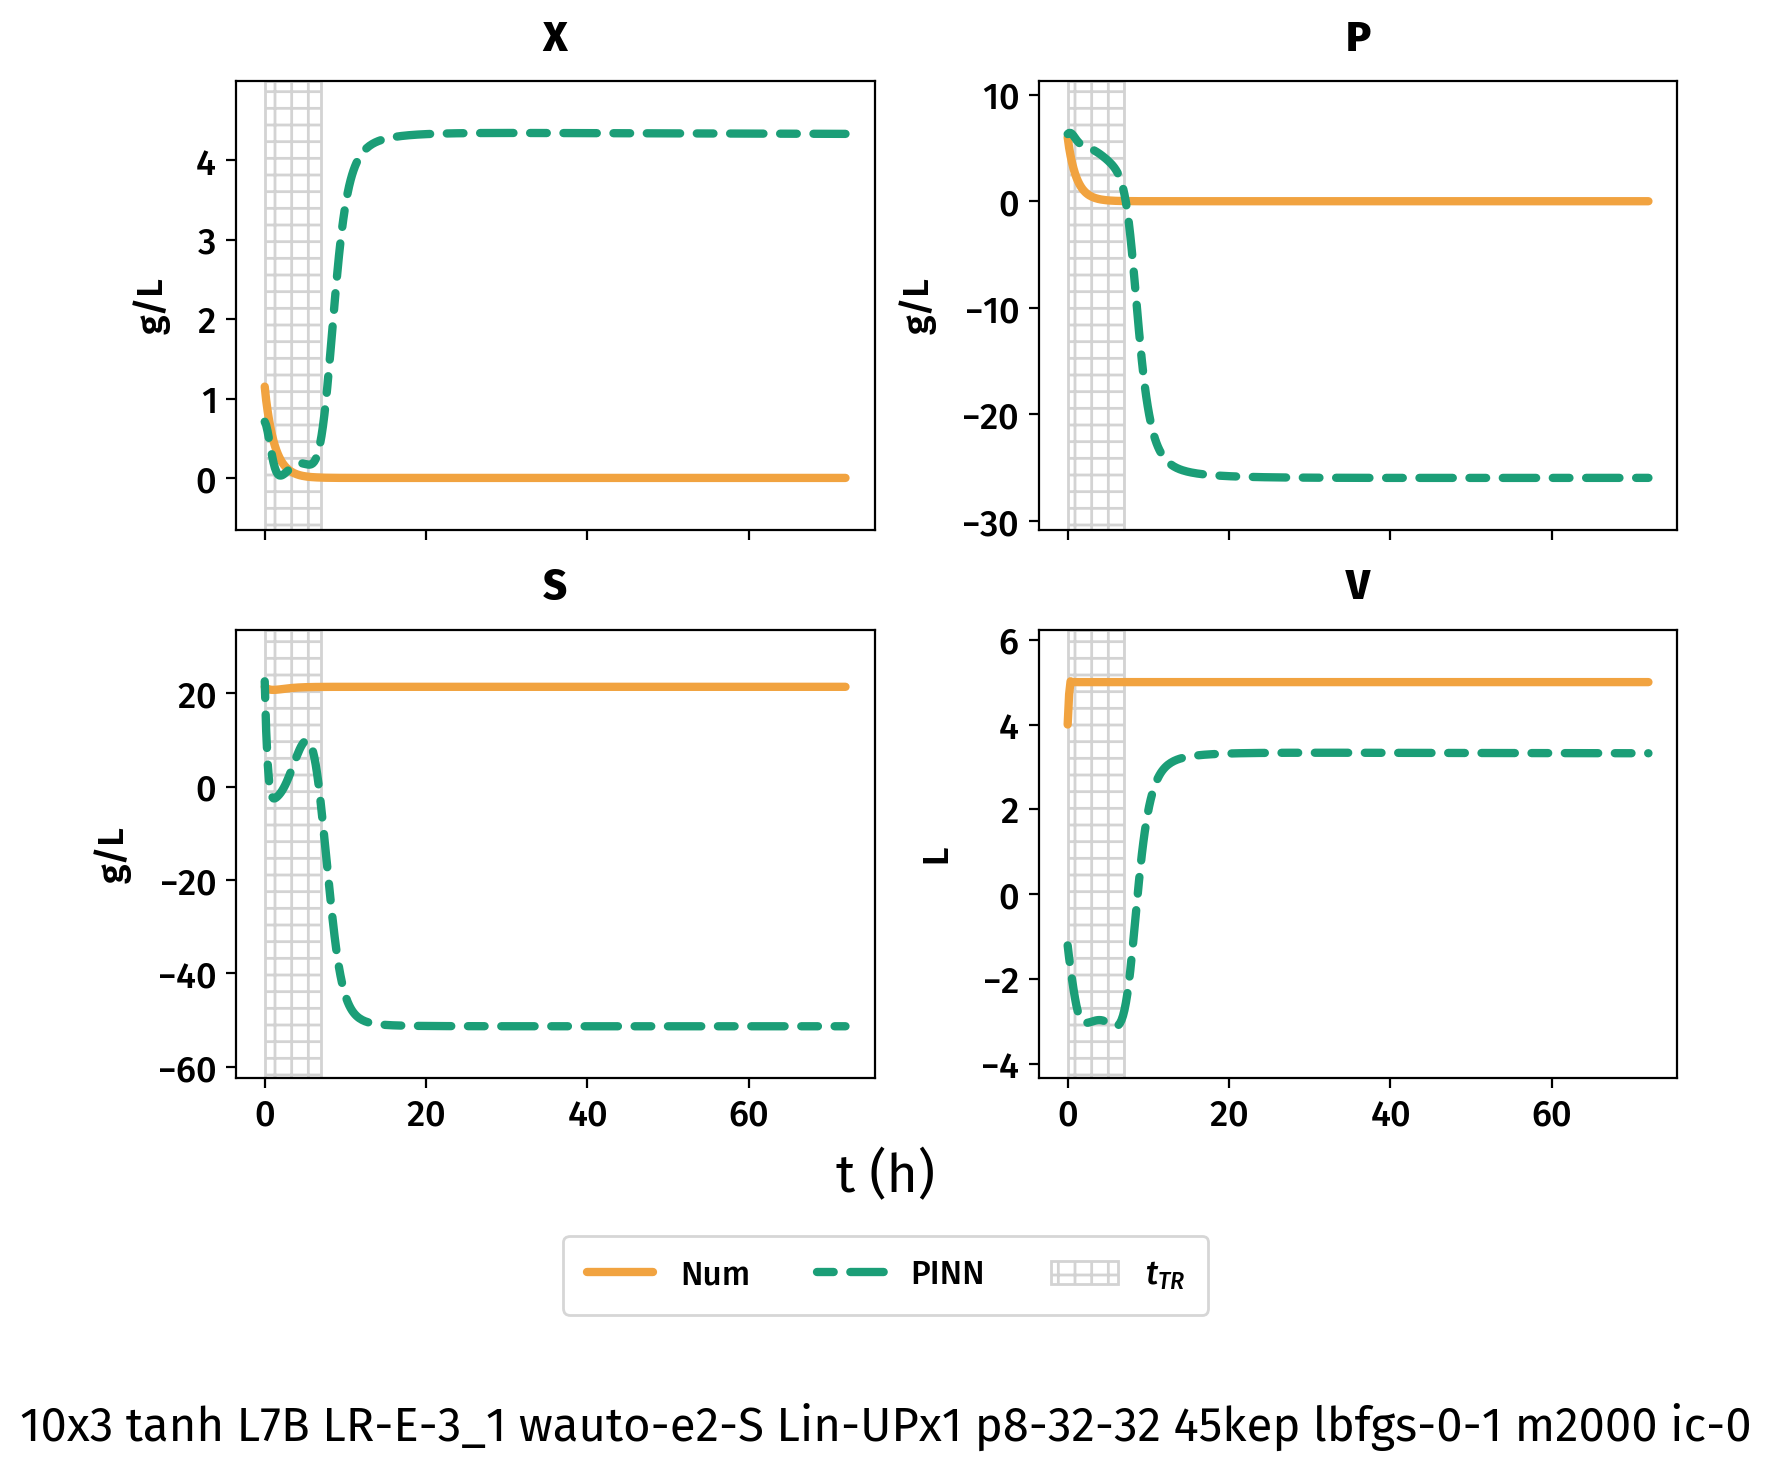 X
P
4
3
2
1
0
g/L
10
0
−10
−20
−30
g/L
S
V
20
0
−20
−40
−60
g/L
0 20 40 60
6
4
2
0
−2
−4
L
0 20 40 60
t (h)
Num PINN tTR
10x3 tanh L7B LR-E-3_1 wauto-e2-S Lin-UPx1 p8-32-32 45kep lbfgs-0-1 m2000 ic-0